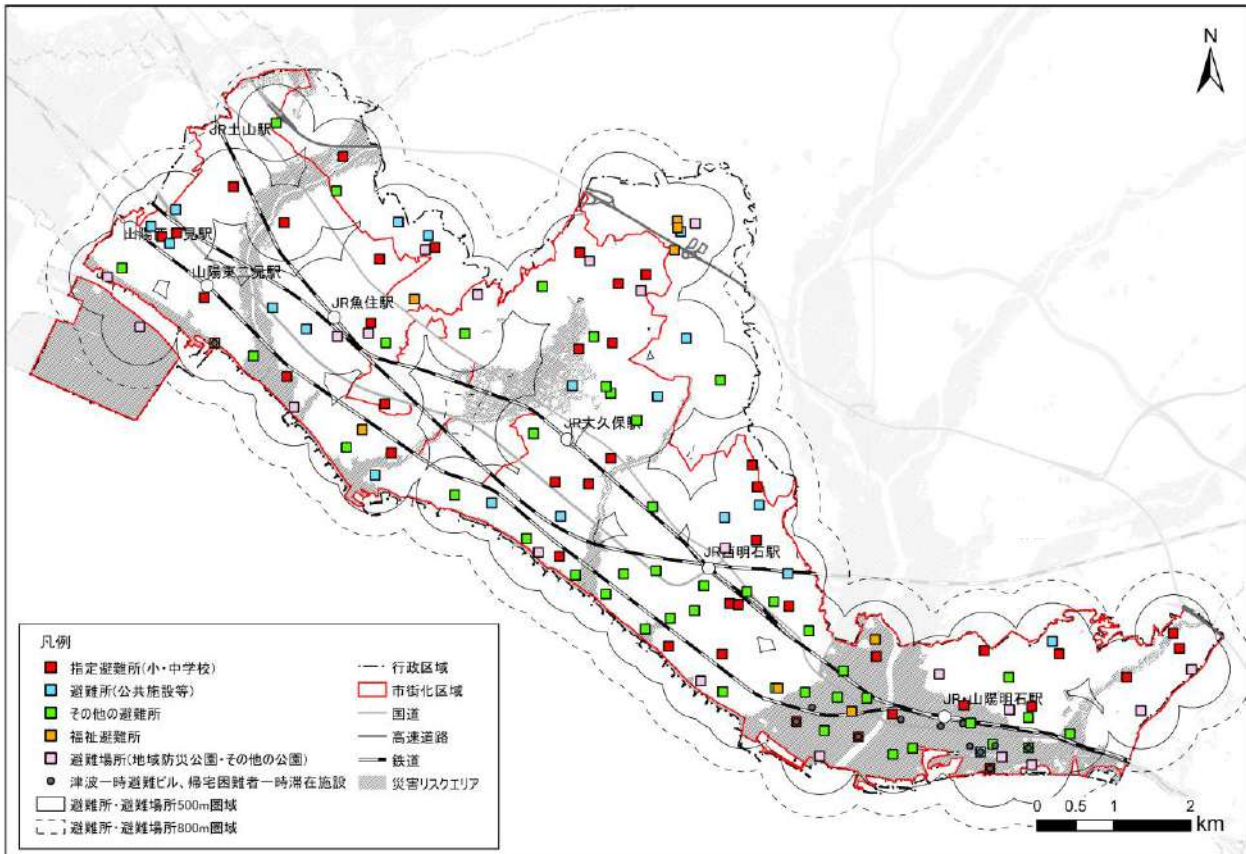 N
JR土山駅
山陽西二見駅
山陽東二見駅
JR魚住駅
JR大久保駅
JR西明石駅
JR・山陽明石駅
凡例
指定避難所(小・中学校)
避難所(公共施設等)
その他の避難所
福祉避難所
避難場所(地域防災公園・その他の公園)
津波一時避難ビル、帰宅困難者一時滞在施設
避難所・避難場所500m圏域
避難所・避難場所800m圏域
行政区域
市街化区域
国道
高速道路
鉄道
災害リスクエリア
0 0.5 1 2
km